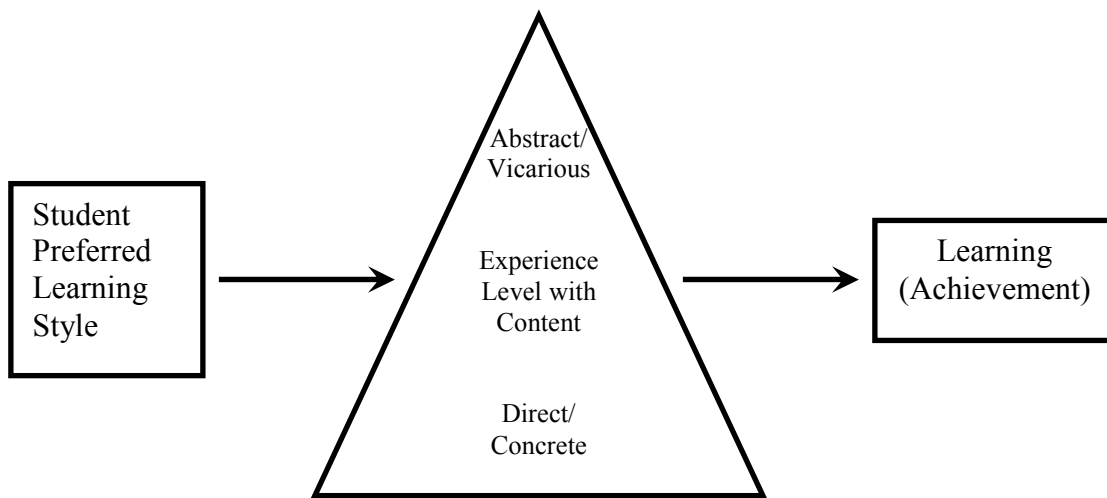 Student
Preferred
Learning
Style
Abstract/
Vicarious
Experience
Level with
Content
Direct/
Concrete
Learning
(Achievement)